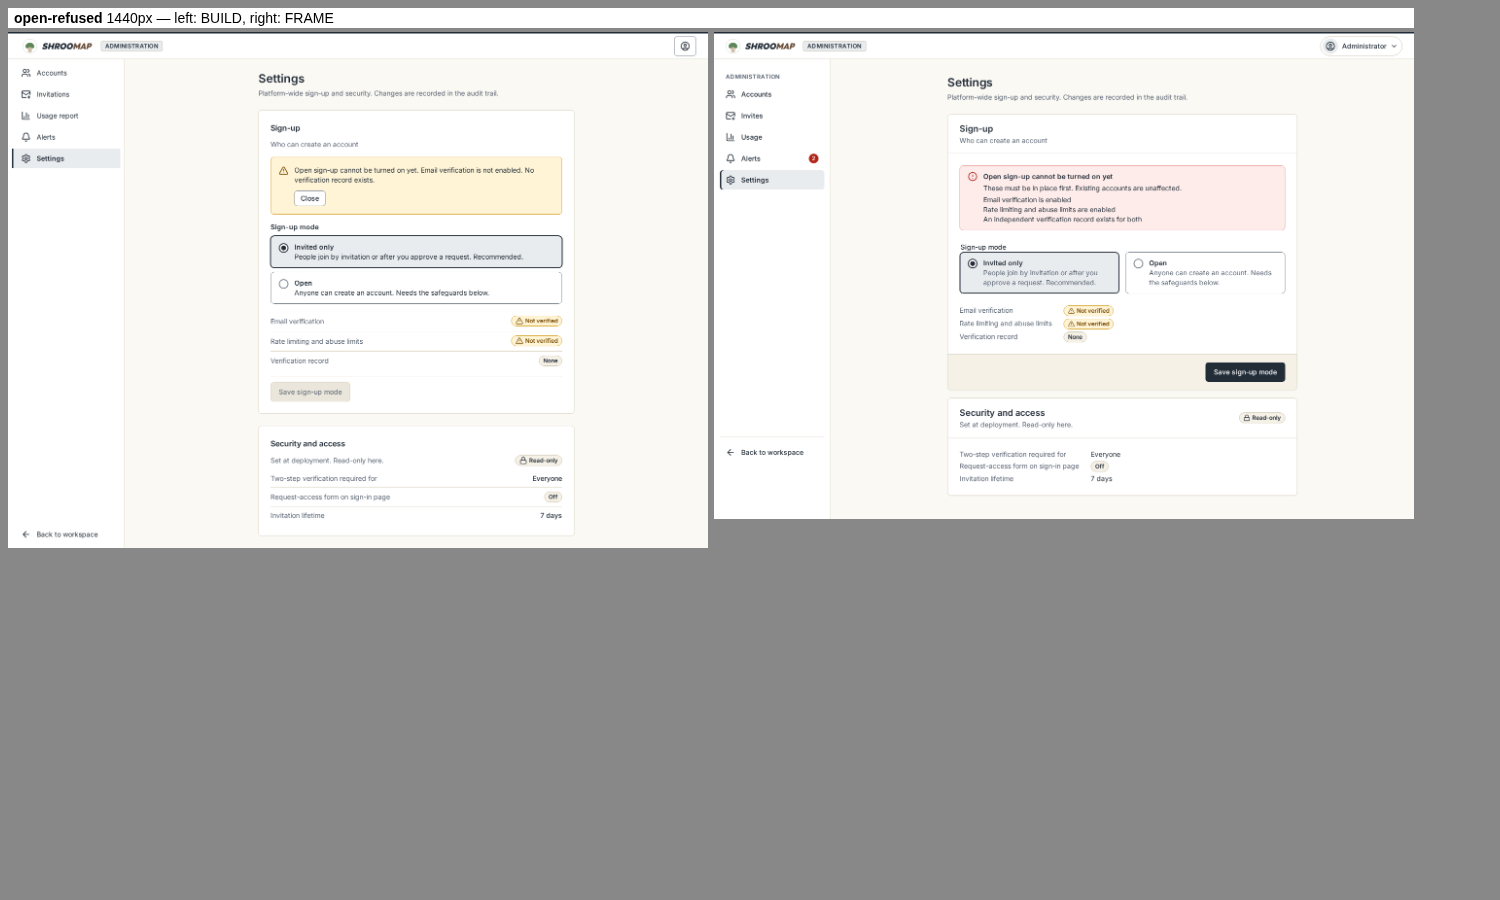 open-refused 1440px — left: BUILD, right: FRAME
SHROOMAP ADMINISTRATION
Accounts
Invitations
Usage report
Alerts
Settings
Back to workspace
Settings
Platform-wide sign-up and security. Changes are recorded in the audit trail.
Sign-up
Who can create an account
Open sign-up cannot be turned on yet. Email verification is not enabled. No
verification record exists.
Close
Sign-up mode
Invited only
People join by invitation or after you approve a request. Recommended.
Open
Anyone can create an account. Needs the safeguards below.
Email verification Not verified
Rate limiting and abuse limits Not verified
Verification record None
Save sign-up mode
Security and access
Set at deployment. Read-only here. Read-only
Two-step verification required for Everyone
Request-access form on sign-in page Off
Invitation lifetime 7 days
SHROOMAP ADMINISTRATION Administrator
ADMINISTRATION
Accounts
Invites
Usage
Alerts 2
Settings
Back to workspace
Settings
Platform-wide sign-up and security. Changes are recorded in the audit trail.
Sign-up
Who can create an account
Open sign-up cannot be turned on yet
These must be in place first. Existing accounts are unaffected.
Email verification is enabled
Rate limiting and abuse limits are enabled
An independent verification record exists for both
Sign-up mode
Invited only
People join by invitation or after you
approve a request. Recommended.
Open
Anyone can create an account. Needs
the safeguards below.
Email verification Not verified
Rate limiting and abuse limits Not verified
Verification record None
Save sign-up mode
Security and access
Set at deployment. Read-only here.
Read-only
Two-step verification required for Everyone
Request-access form on sign-in page Off
Invitation lifetime 7 days